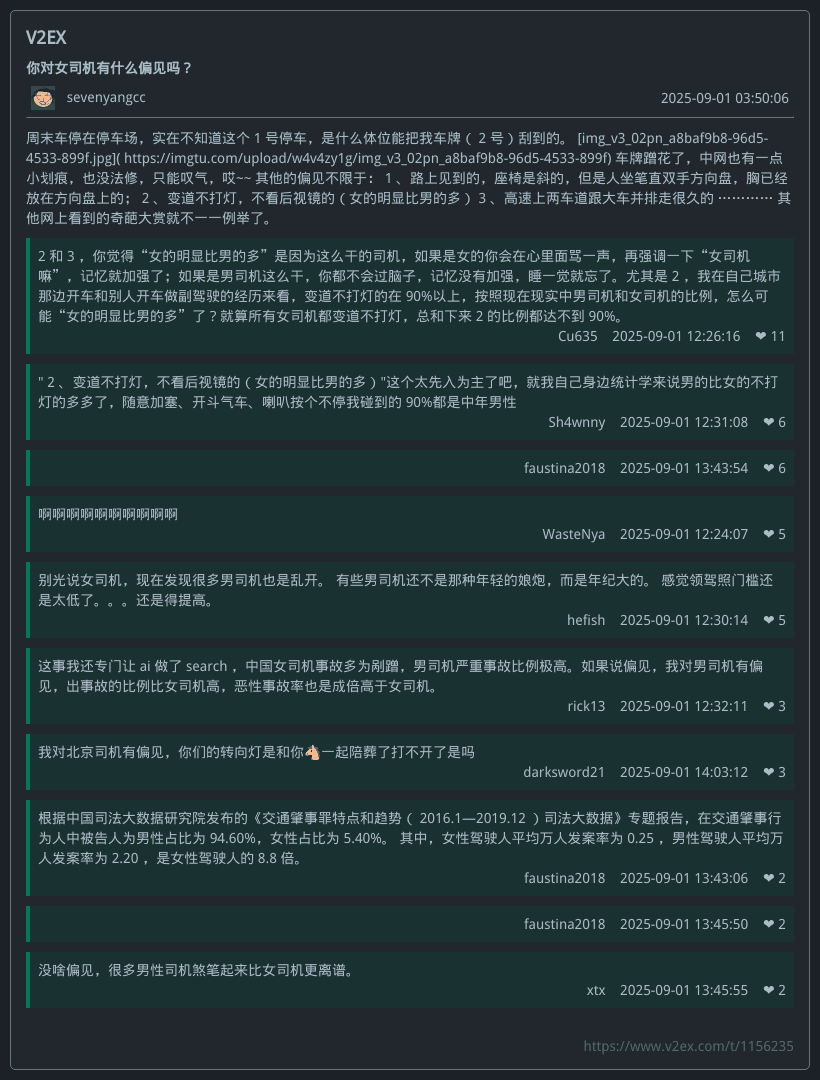 V2EX
你对女司机有什么偏见吗？
sevenyangcc 2025-09-01 03:50:06
周末车停在停车场，实在不知道这个 1 号停车，是什么体位能把我车牌（ 2 号）刮到的。 [img_v3_02pn_a8baf9b8-96d5-
4533-899f.jpg]( https://imgtu.com/upload/w4v4zy1g/img_v3_02pn_a8baf9b8-96d5-4533-899f) 车牌蹭花了，中网也有一点
小划痕，也没法修，只能叹气，哎~~ 其他的偏见不限于： 1 、路上见到的，座椅是斜的，但是人坐笔直双手方向盘，胸已经
放在方向盘上的； 2 、变道不打灯，不看后视镜的（女的明显比男的多） 3 、高速上两车道跟大车并排走很久的 ………… 其
他网上看到的奇葩大赏就不一一例举了。
2 和 3 ，你觉得“女的明显比男的多”是因为这么干的司机，如果是女的你会在心里面骂一声，再强调一下“女司机
嘛”，记忆就加强了；如果是男司机这么干，你都不会过脑子，记忆没有加强，睡一觉就忘了。尤其是 2 ，我在自己城市
那边开车和别人开车做副驾驶的经历来看，变道不打灯的在 90%以上，按照现在现实中男司机和女司机的比例，怎么可
能“女的明显比男的多”了？就算所有女司机都变道不打灯，总和下来 2 的比例都达不到 90%。
Cu635 2025-09-01 12:26:16 ❤ 11
" 2 、变道不打灯，不看后视镜的（女的明显比男的多）"这个太先入为主了吧，就我自己身边统计学来说男的比女的不打
灯的多多了，随意加塞、开斗气车、喇叭按个不停我碰到的 90%都是中年男性
Sh4wnny 2025-09-01 12:31:08 ❤ 6
faustina2018 2025-09-01 13:43:54 ❤ 6
啊啊啊啊啊啊啊啊啊啊
WasteNya 2025-09-01 12:24:07 ❤ 5
别光说女司机，现在发现很多男司机也是乱开。 有些男司机还不是那种年轻的娘炮，而是年纪大的。 感觉领驾照门槛还
是太低了。。。还是得提高。
hefish 2025-09-01 12:30:14 ❤ 5
这事我还专门让 ai 做了 search ，中国女司机事故多为剐蹭，男司机严重事故比例极高。如果说偏见，我对男司机有偏
见，出事故的比例比女司机高，恶性事故率也是成倍高于女司机。
rick13 2025-09-01 12:32:11 ❤ 3
我对北京司机有偏见，你们的转向灯是和你🐴一起陪葬了打不开了是吗
darksword21 2025-09-01 14:03:12 ❤ 3
根据中国司法大数据研究院发布的《交通肇事罪特点和趋势（ 2016.1—2019.12 ）司法大数据》专题报告，在交通肇事行
为人中被告人为男性占比为 94.60%，女性占比为 5.40%。 其中，女性驾驶人平均万人发案率为 0.25 ，男性驾驶人平均万
人发案率为 2.20 ，是女性驾驶人的 8.8 倍。
faustina2018 2025-09-01 13:43:06 ❤ 2
faustina2018 2025-09-01 13:45:50 ❤ 2
没啥偏见，很多男性司机煞笔起来比女司机更离谱。
xtx 2025-09-01 13:45:55 ❤ 2
https://www.v2ex.com/t/1156235